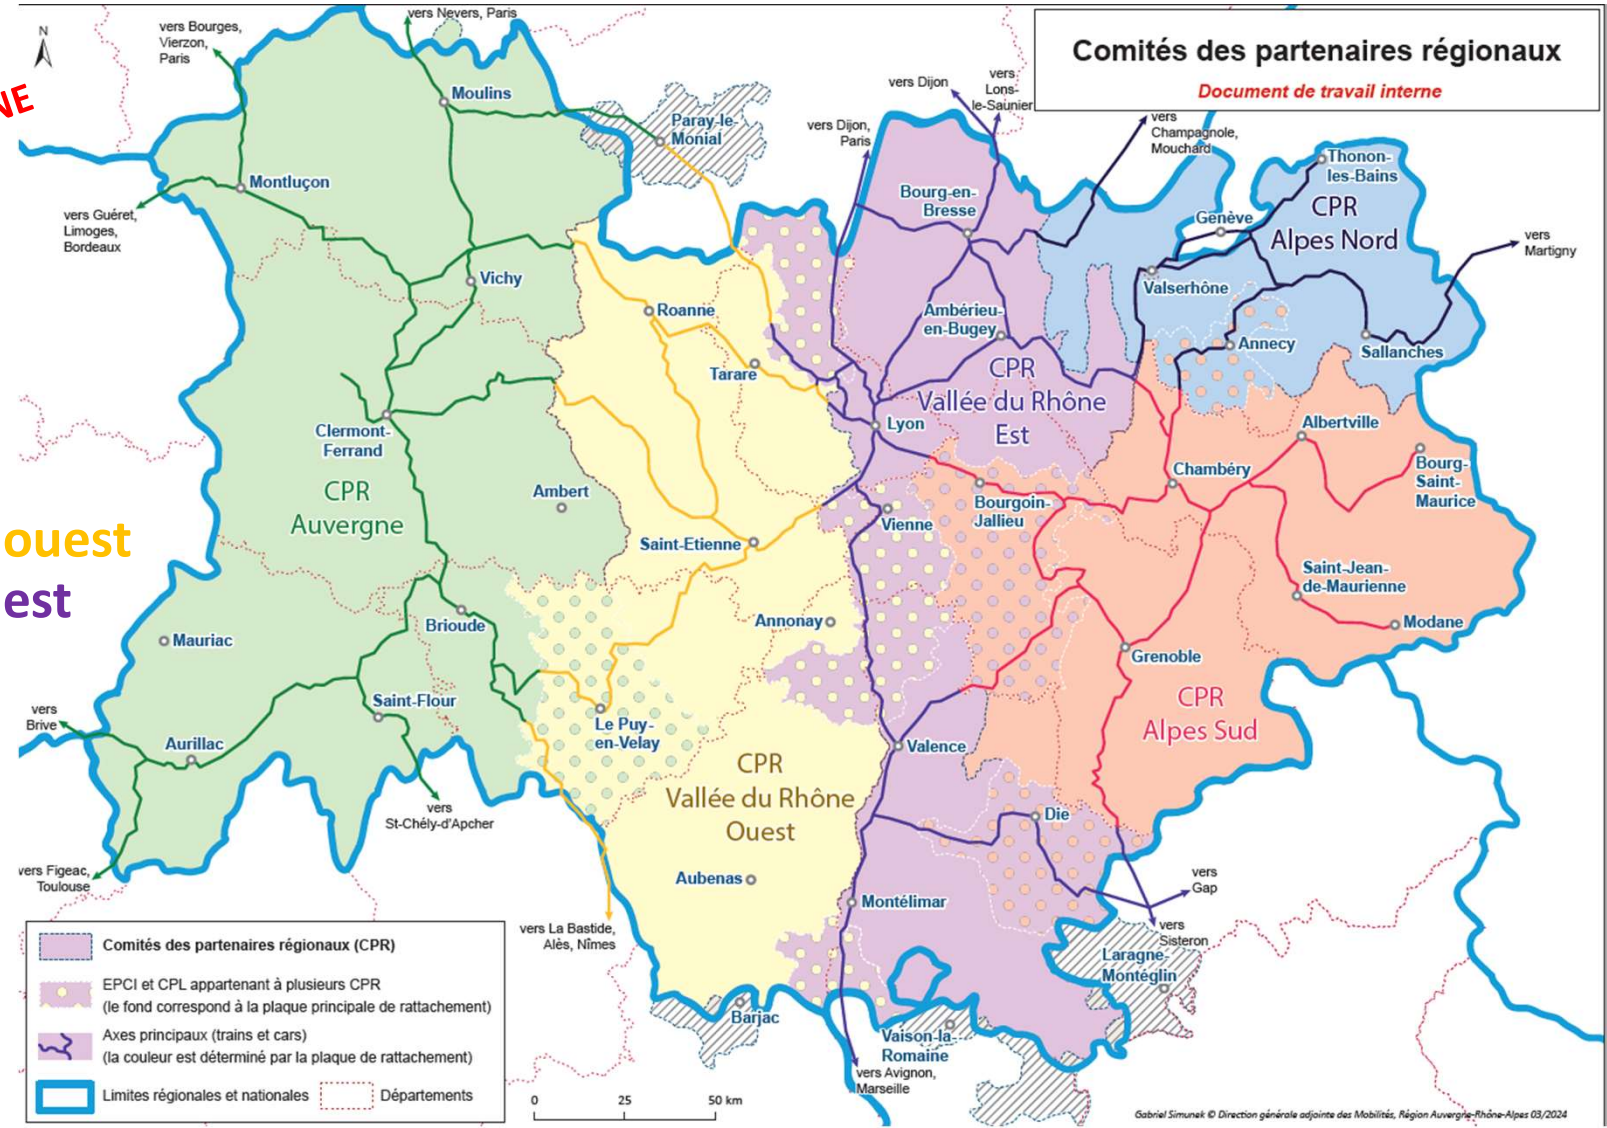 Comités des partenaires régionaux
Document de travail interne
N
NE
ouest
est
vers Bourges,
Vierzon,
Paris
vers Nevers, Paris
vers Dijon
vers
Lons-
le-Saunier
vers Dijon,
Paris
vers
Champagnole,
Mouchard
vers
Martigny
vers Guéret,
Limoges,
Bordeaux
Moulins
Paray-le-
Monial
Montluçon
Vichy
Roanne
Tarare
Bourg-en-
Bresse
Ambérieu-
en-Bugey
Genève
Thonon-
les-Bains
CPR
Alpes Nord
Valserhône
Annecy
Sallanches
CPR
Vallée du Rhône
Est
Lyon
Clermont-
Ferrand
CPR
Auvergne
Ambert
Saint-Etienne
Vienne
Bourgoin-
Jallieu
Chambéry
Albertville
Bourg-
Saint-
Maurice
Saint-Jean-
de-Maurienne
Modane
Grenoble
CPR
Alpes Sud
Annonay
Brioude
Mauriac
Saint-Flour
Aurillac
Le Puy-
en-Velay
Valence
CPR
Vallée du Rhône
Ouest
Die
Aubenas
Montélimar
vers
Brive
vers
St-Chély-d'Apcher
vers Figeac,
Toulouse
vers La Bastide,
Alès, Nîmes
vers
Gap
vers
Sisteron
Laragne-
Montéglin
Barjac
Vaison-la-
Romaine
vers Avignon,
Marseille
Comités des partenaires régionaux (CPR)
EPCI et CPL appartenant à plusieurs CPR
(le fond correspond à la plaque principale de rattachement)
Axes principaux (trains et cars)
(la couleur est déterminé par la plaque de rattachement)
Limites régionales et nationales
Départements
0 25 50 km
Gabriel Simunek © Direction générale adjointe des Mobilités, Région Auvergne-Rhône-Alpes 03/2024